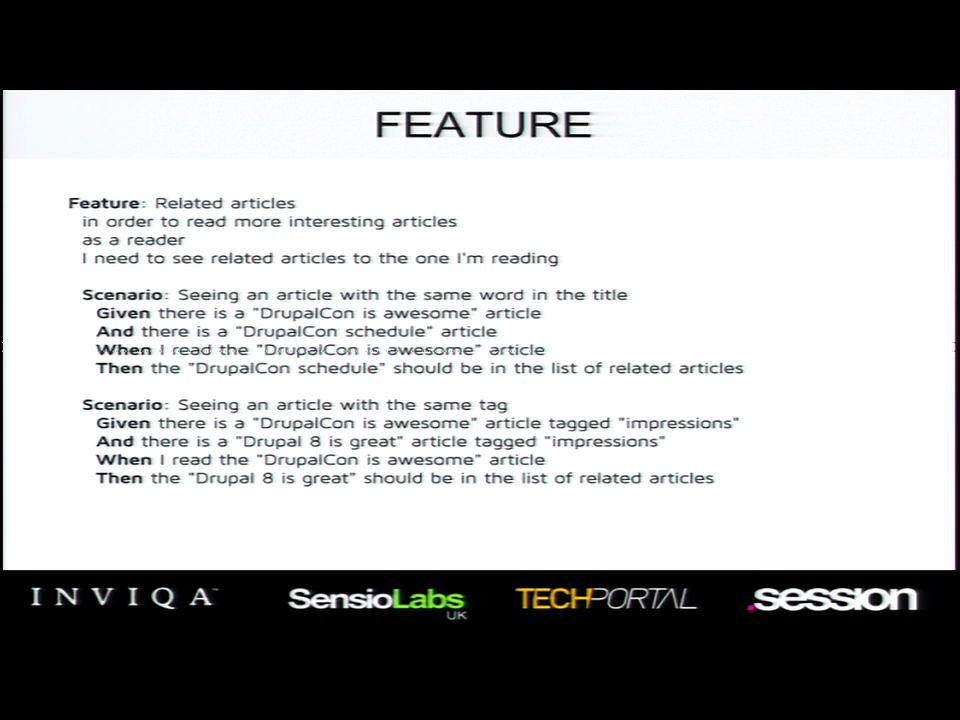 FEATURE
Feature: Related articles
in order to read more interesting articles
as a reader
I need to see related articles to the one I'm reading
Scenario: Seeing an article with the same word in the title
Given there is a "DrupalCon is awesome" article
And there is a "DrupalCon schedule" article
When I read the "DrupalCon is awesome" article
Then the "DrupalCon schedule" should be in the list of related articles
Scenario: Seeing an article with the same tag
Given there is a "DrupalCon is awesome" article tagged "impressions"
And there is a "Drupal 8 is great" article tagged "impressions"
When I read the "DrupalCon is awesome" article
Then the "Drupal 8 is great" should be in the list of related articles
INVIQA™ SensioLabs TECHPORTAL .session
UK